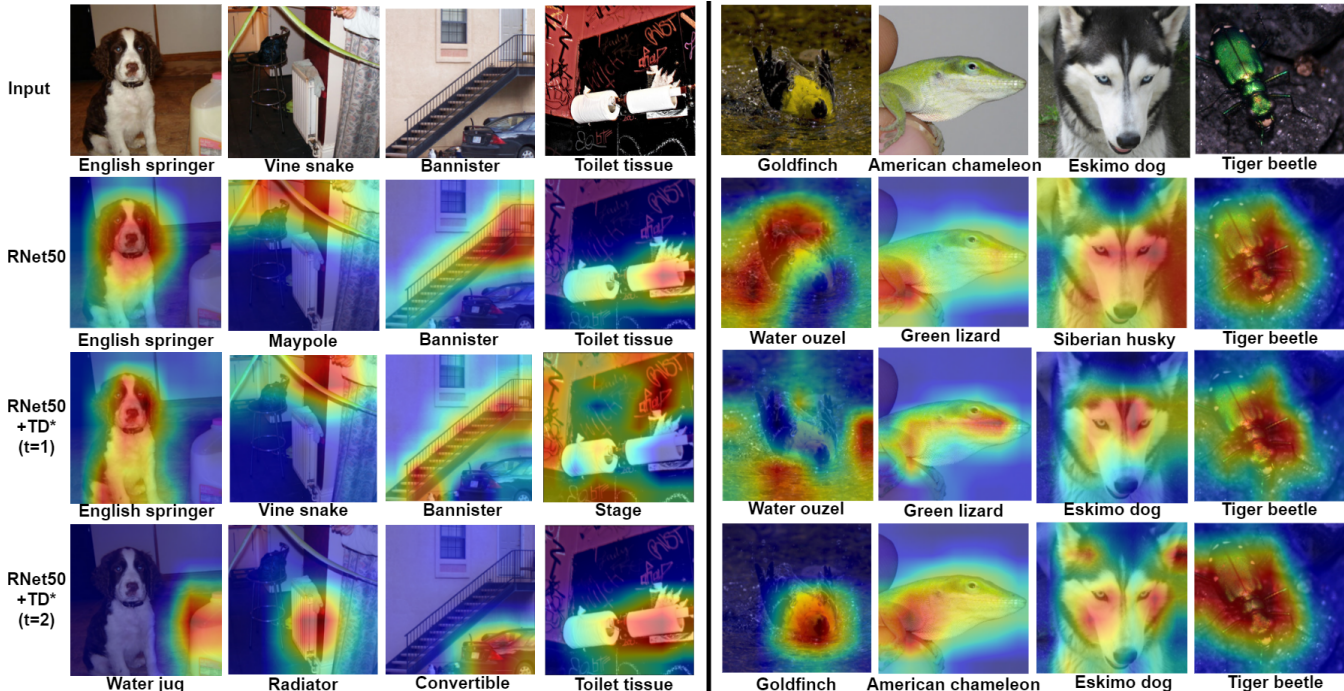 Input
English springer
Vine snake
Bannister
Toilet tissue
Goldfinch
American chameleon
Eskimo dog
Tiger beetle
RNet50
English springer
Maypole
Bannister
Toilet tissue
Water ouzel
Green lizard
Siberian husky
Tiger beetle
RNet50
+TD*
(t=1)
English springer
Vine snake
Bannister
Stage
Water ouzel
Green lizard
Eskimo dog
Tiger beetle
RNet50
+TD*
(t=2)
Water jug
Radiator
Convertible
Toilet tissue
Goldfinch
American chameleon
Eskimo dog
Tiger beetle